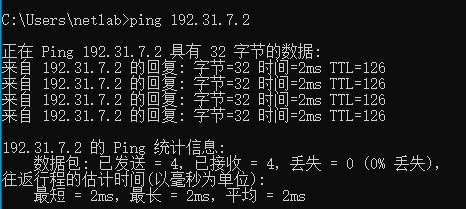 C:\Users\netlab>ping 192.31.7.2
正在 Ping 192.31.7.2 具有 32 字节的数据:
来自 192.31.7.2 的回复: 字节=32 时间=2ms TTL=126
来自 192.31.7.2 的回复: 字节=32 时间=2ms TTL=126
来自 192.31.7.2 的回复: 字节=32 时间=2ms TTL=126
来自 192.31.7.2 的回复: 字节=32 时间=2ms TTL=126
192.31.7.2 的 Ping 统计信息:
数据包: 已发送 = 4, 已接收 = 4, 丢失 = 0 (0% 丢失),
往返行程的估计时间(以毫秒为单位):
最短 = 2ms, 最长 = 2ms, 平均 = 2ms